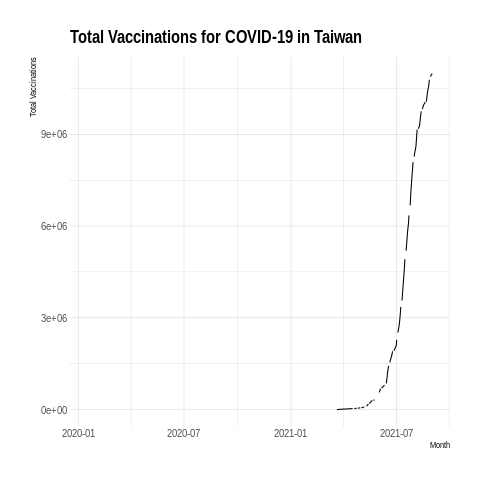 Total Vaccinations for COVID-19 in Taiwan
Total Vaccinations
9e+06
6e+06
3e+06
0e+00
2020-01 2020-07 2021-01 2021-07
Month